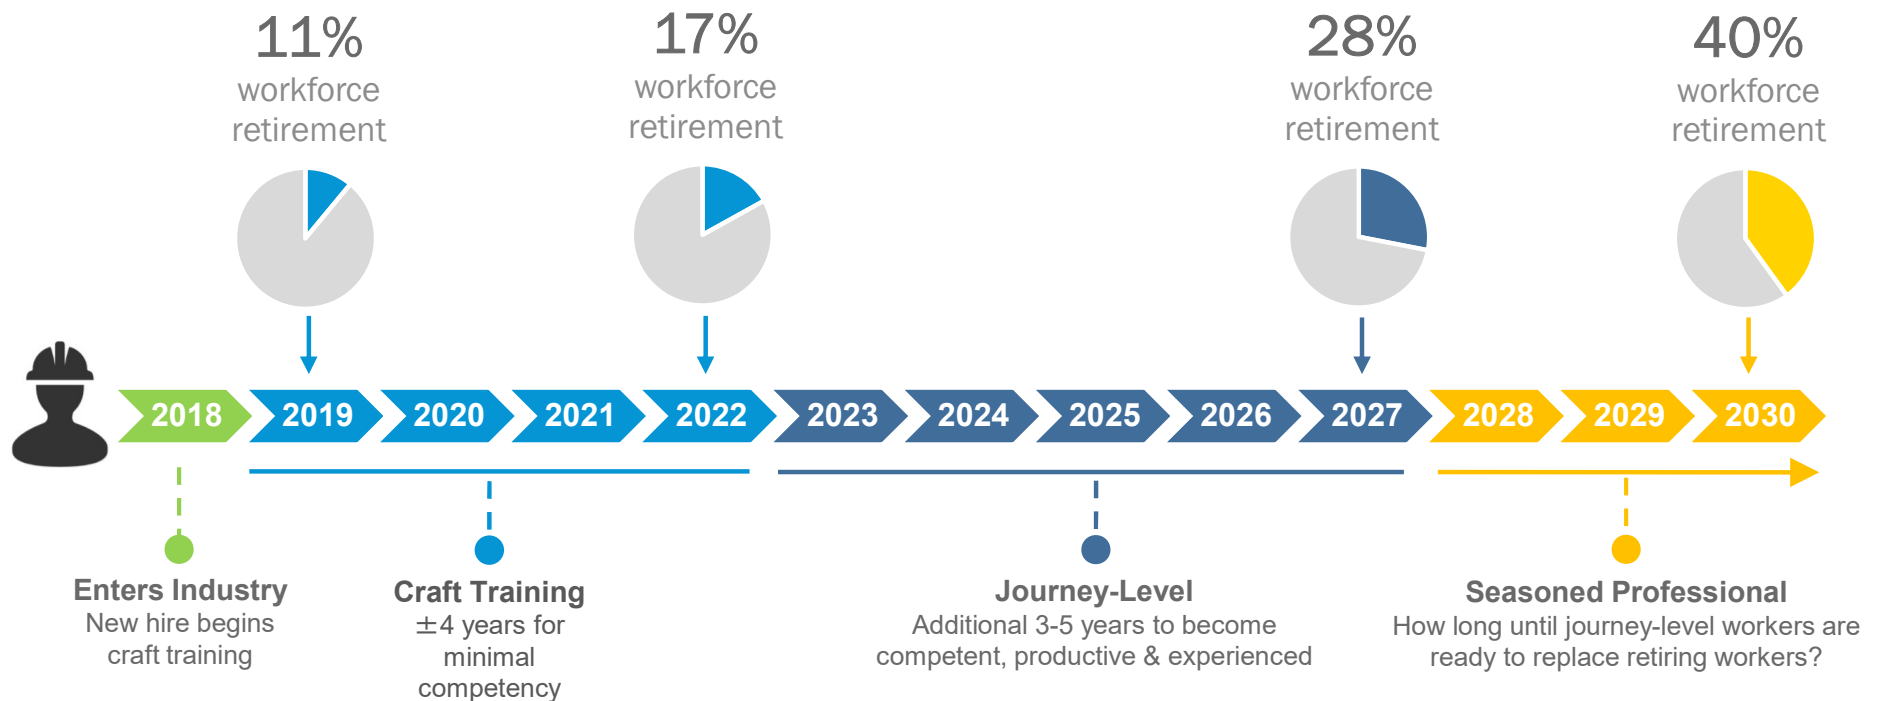 11%
workforce
retirement
17%
workforce
retirement
28%
workforce
retirement
40%
workforce
retirement
2018
2019
2020
2021
2022
2023
2024
2025
2026
2027
2028
2029
2030
Enters Industry
New hire begins
craft training
Craft Training
±4 years for
minimal
competency
Journey-Level
Additional 3-5 years to become
competent, productive & experienced
Seasoned Professional
How long until journey-level workers are
ready to replace retiring workers?